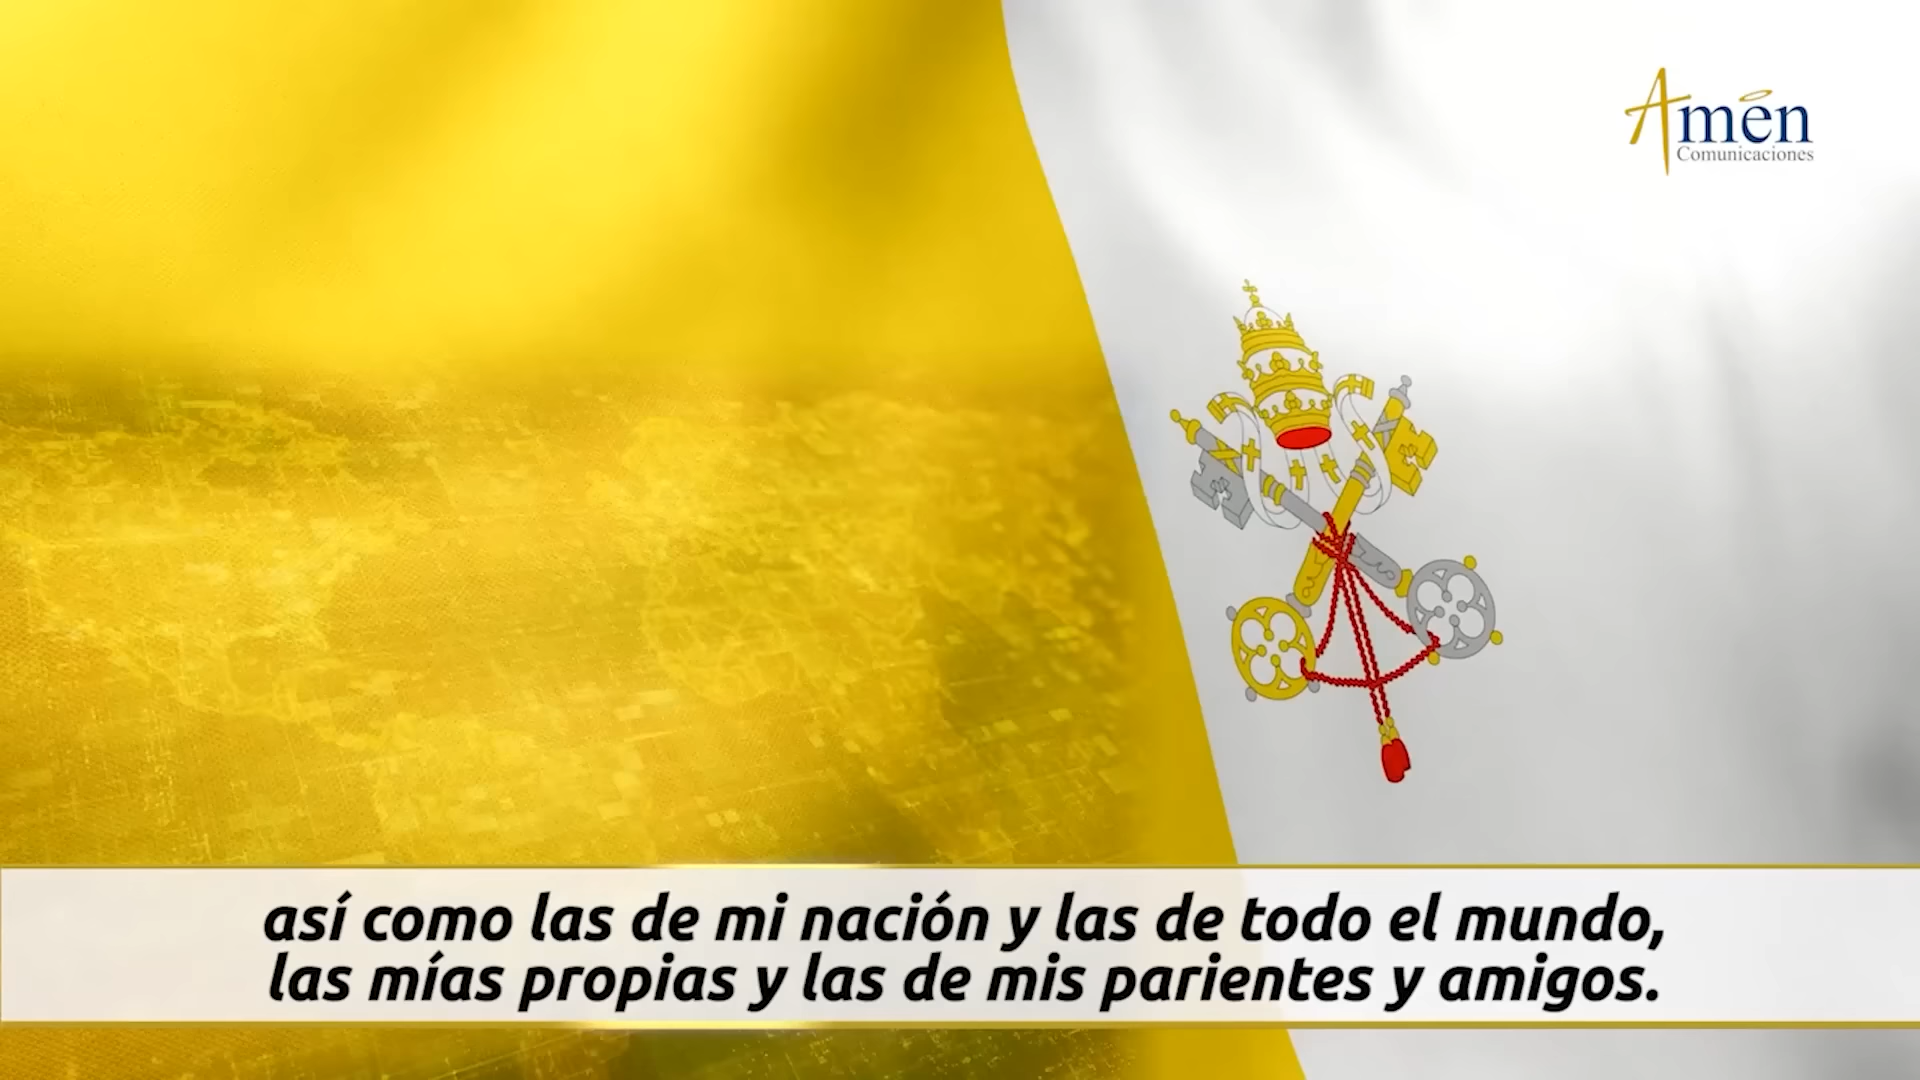 Amén
Comunicaciones
así como las de mi nación y las de todo el mundo,
las mías propias y las de mis parientes y amigos.